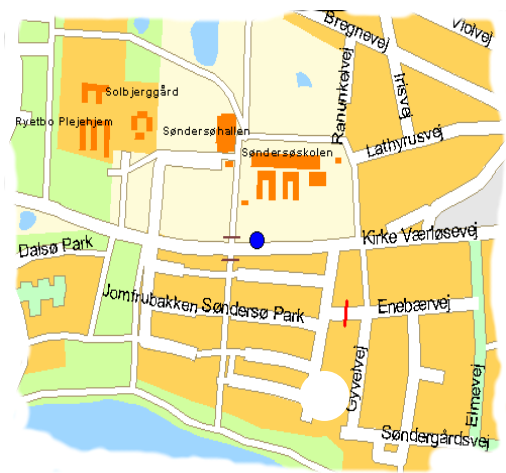 Bregnevej
Violvej
Ranunkelvej
Irisvej
Solbjerggård
Ryetbo Plejehjem
Søndersøhallen
Søndersøskolen
Lathyrusvej
Kirke Værløsevej
Dalsø Park
Jomfrubakken
Søndersø Park
Enebærvej
Gyvelvej
Elmevej
Søndergårdsvej